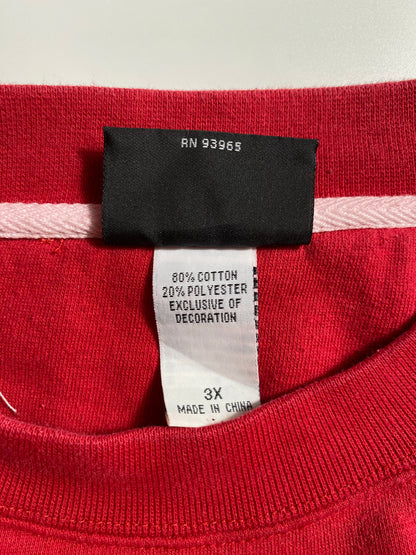 RN 93965
80% COTTON
20% POLYESTER
EXCLUSIVE OF
DECORATION
3X
MADE IN CHINA